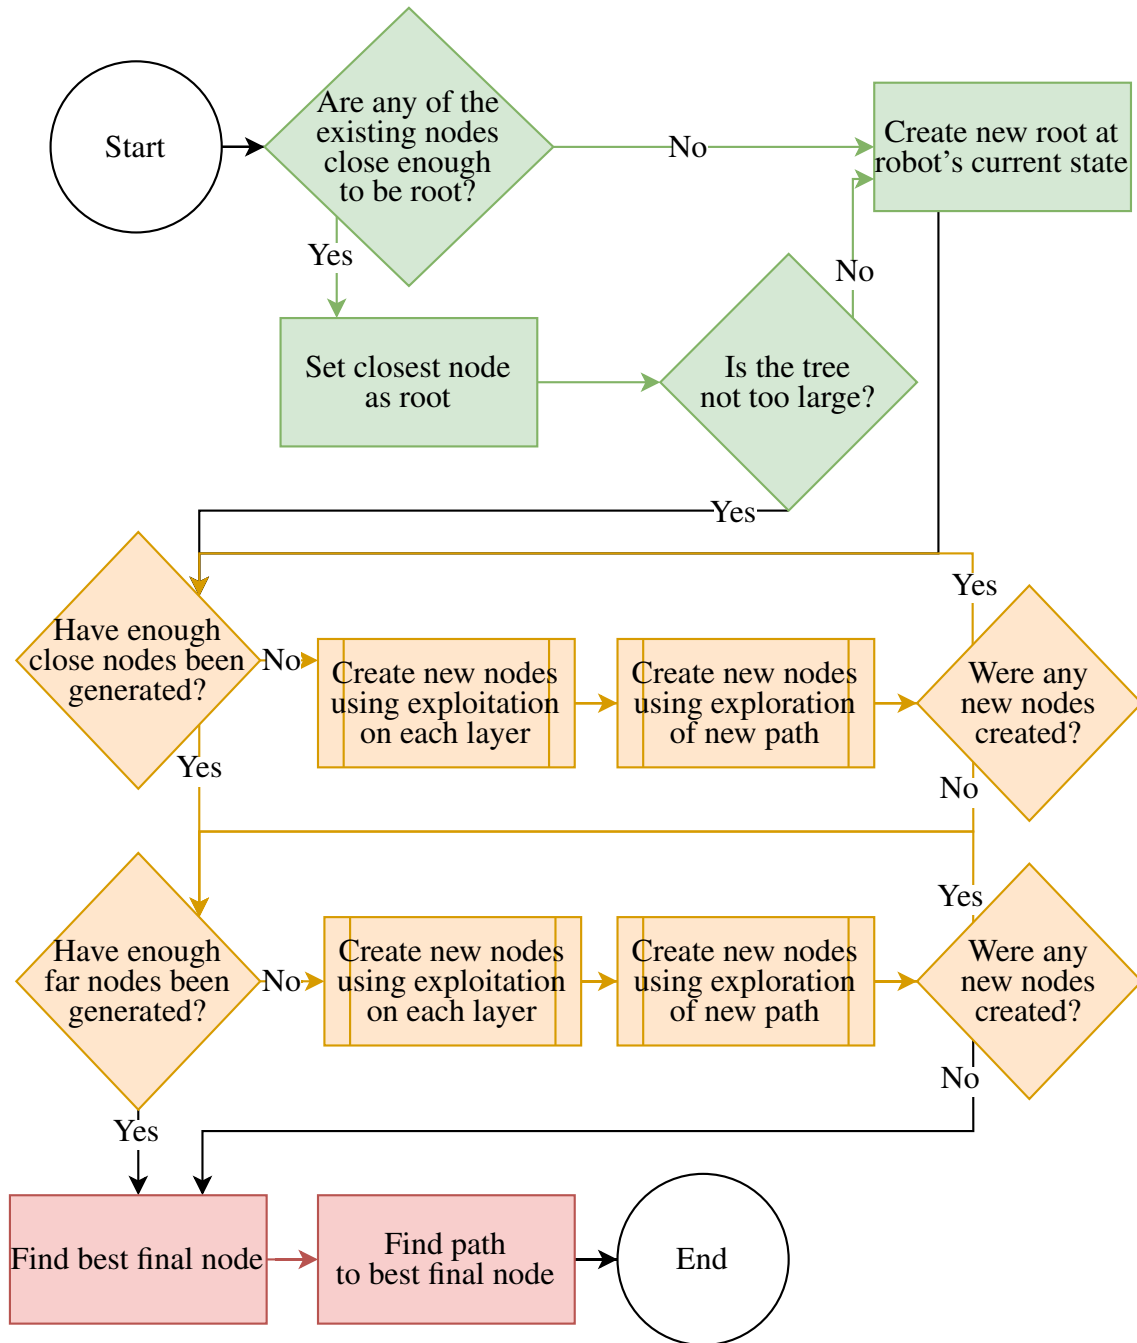 Start
Are any of the
existing nodes
close enough
to be root?
No
Create new root at
robot's current state
Yes
No
Set closest node
as root
Is the tree
not too large?
Yes
Have enough
close nodes been
generated?
No
Create new nodes
using exploitation
on each layer
Create new nodes
using exploration
of new path
Yes
Were any
new nodes
created?
Yes
No
Have enough
far nodes been
generated?
No
Create new nodes
using exploitation
on each layer
Create new nodes
using exploration
of new path
Yes
Were any
new nodes
created?
No
Yes
Find best final node
Find path
to best final node
End